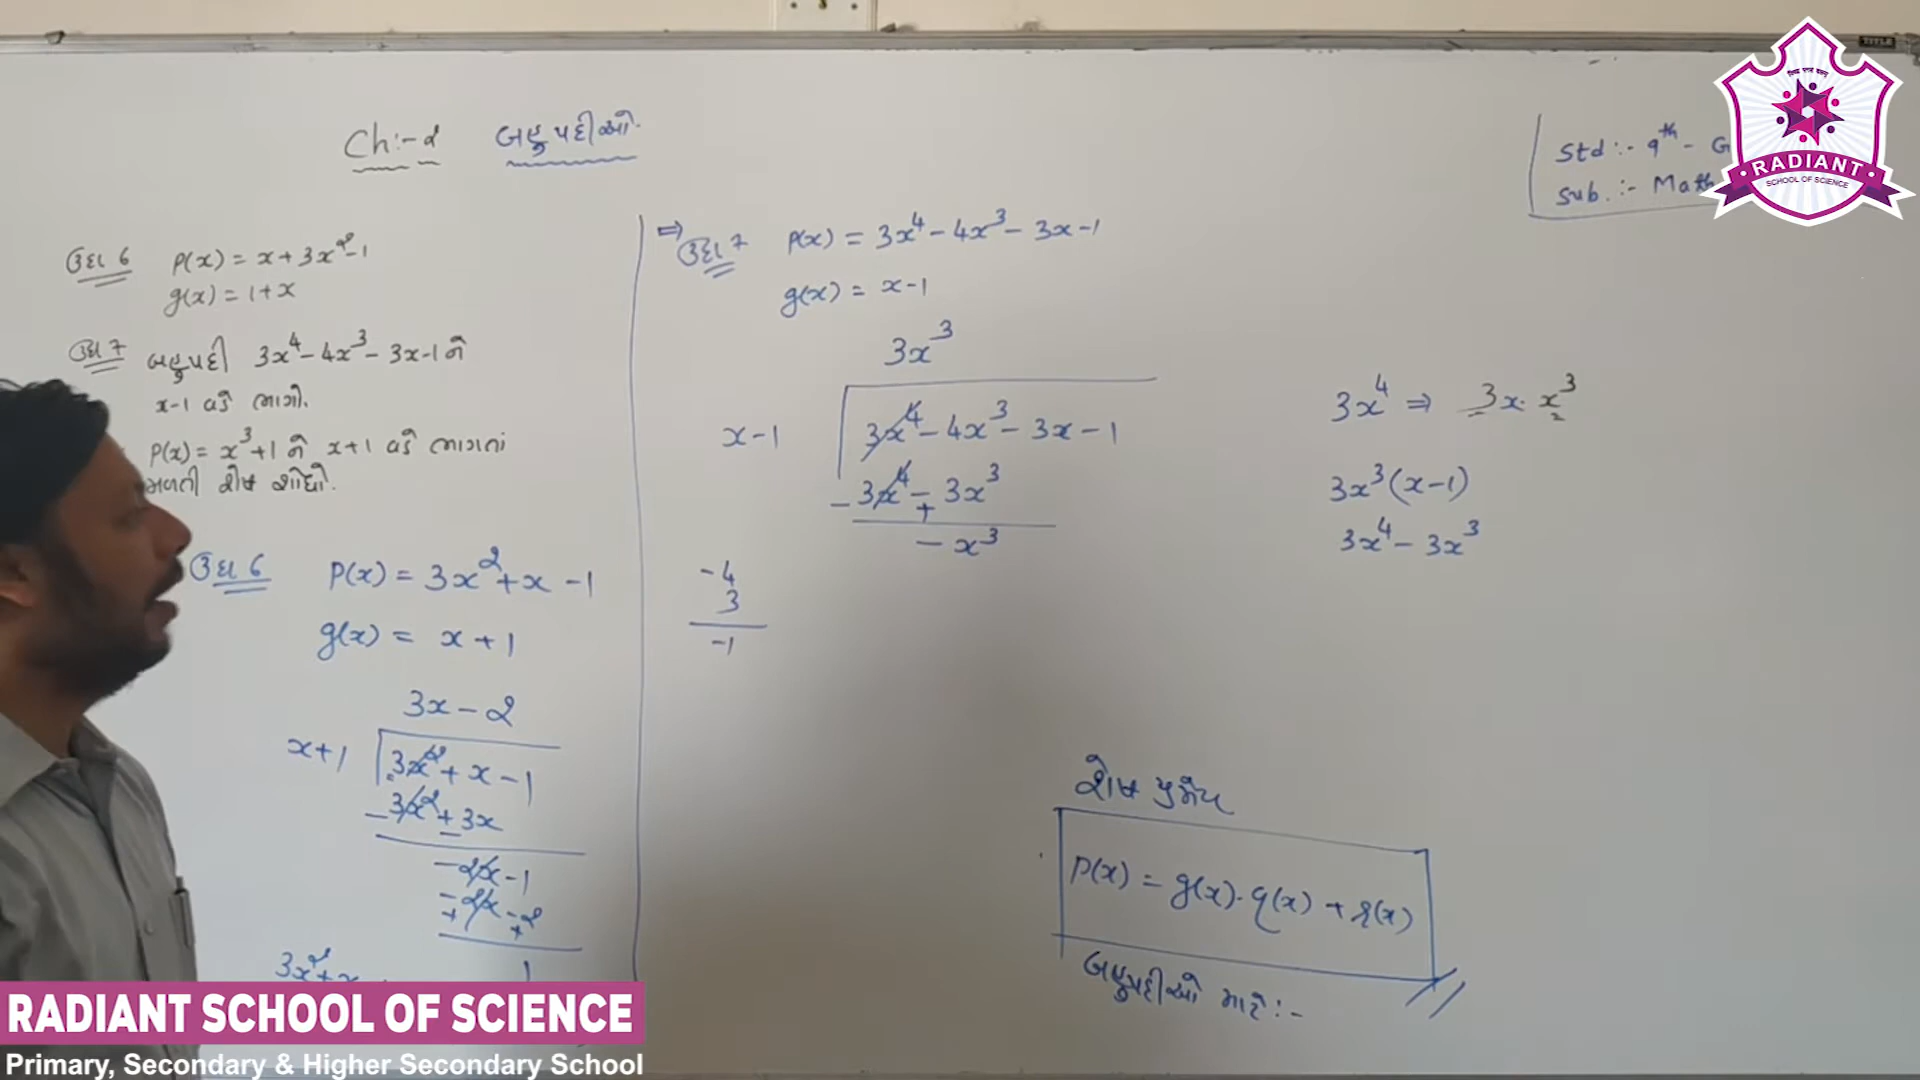 Ch:- ૨ બહુપદીઓ.
Std :- 9th - G
Sub. :- Math
ઉદા 6 P(x) = x + 3x² - 1
g(x) = 1 + x
ઉદા 7 બહુપદી 3x⁴ - 4x³ - 3x - 1 ને
x-1 વડે ભાગો.
P(x) = x³ + 1 ને x + 1 વડે ભાગતાં
મળતી શેષ શોધો.
ઉદા 6 P(x) = 3x² + x - 1
g(x) = x + 1
3x - 2
x+1 3x² + x - 1
- 3x² + 3x
-
-2x - 1
-2x - 2
+ +
1
3x² + x
⇒ ઉદા 7 P(x) = 3x⁴ - 4x³ - 3x - 1
g(x) = x - 1
3x³
x - 1 3x⁴ - 4x³ - 3x - 1
- 3x⁴ - 3x³
+
- x³
-4
3
-1
3x⁴ ⇒ 3x · x³
3x³(x-1)
3x⁴ - 3x³
શેષ પ્રમેય
P(x) = g(x) · q(x) + r(x)
બહુપદીઓ માટે :-
TITLE
RADIANT
SCHOOL OF SCIENCE
RADIANT SCHOOL OF SCIENCE
Primary, Secondary & Higher Secondary School